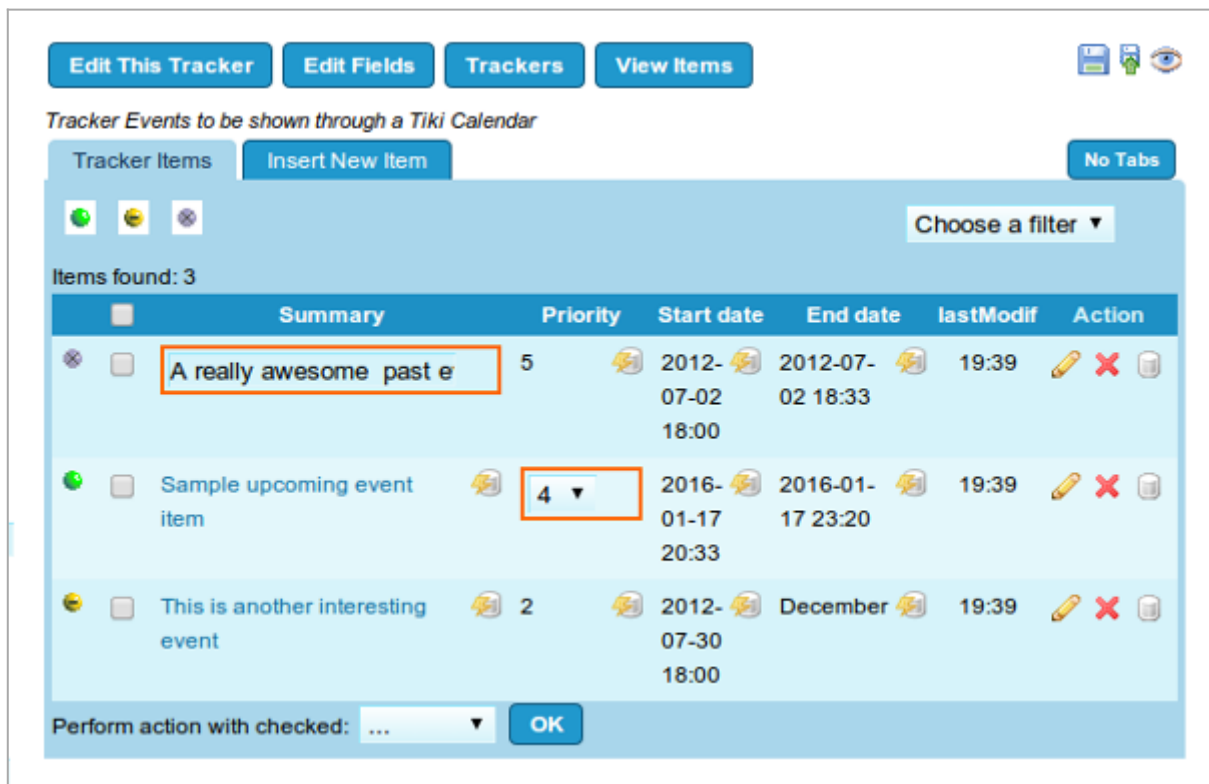 Edit This Tracker Edit Fields Trackers View Items
Tracker Events to be shown through a Tiki Calendar
Tracker Items Insert New Item No Tabs
Choose a filter
Items found: 3
Summary Priority Start date End date lastModif Action
A really awesome past e 5 2012- 2012-07- 19:39
07-02 02 18:33
18:00
Sample upcoming event 4 2016- 2016-01- 19:39
item 01-17 17 23:20
20:33
This is another interesting 2 2012- December 19:39
event 07-30
18:00
Perform action with checked: ... OK